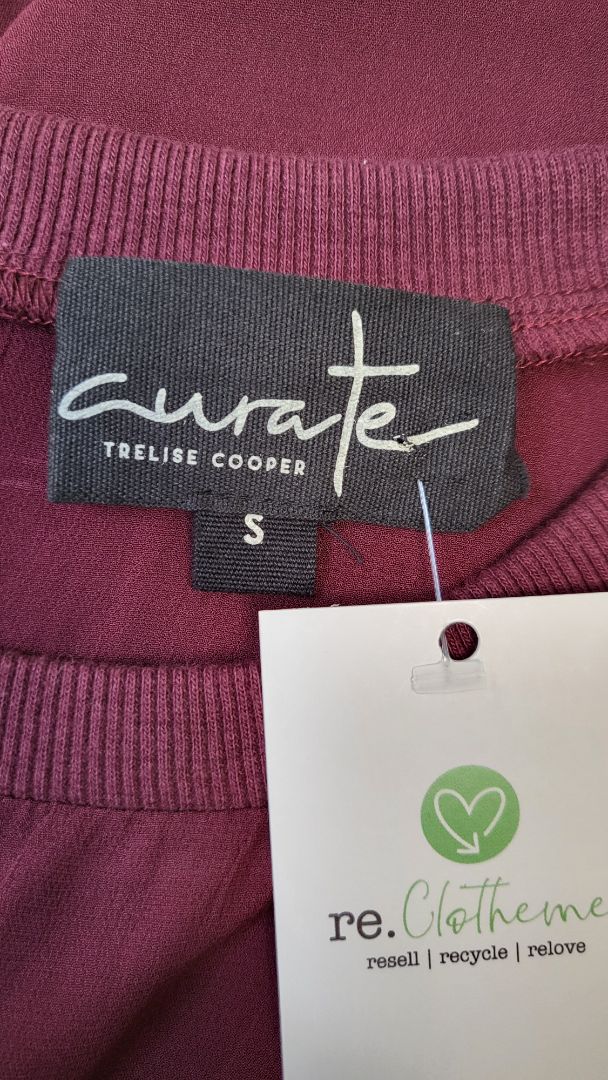 curate
TRELISE COOPER
S
re.Clotheme
resell | recycle | relove